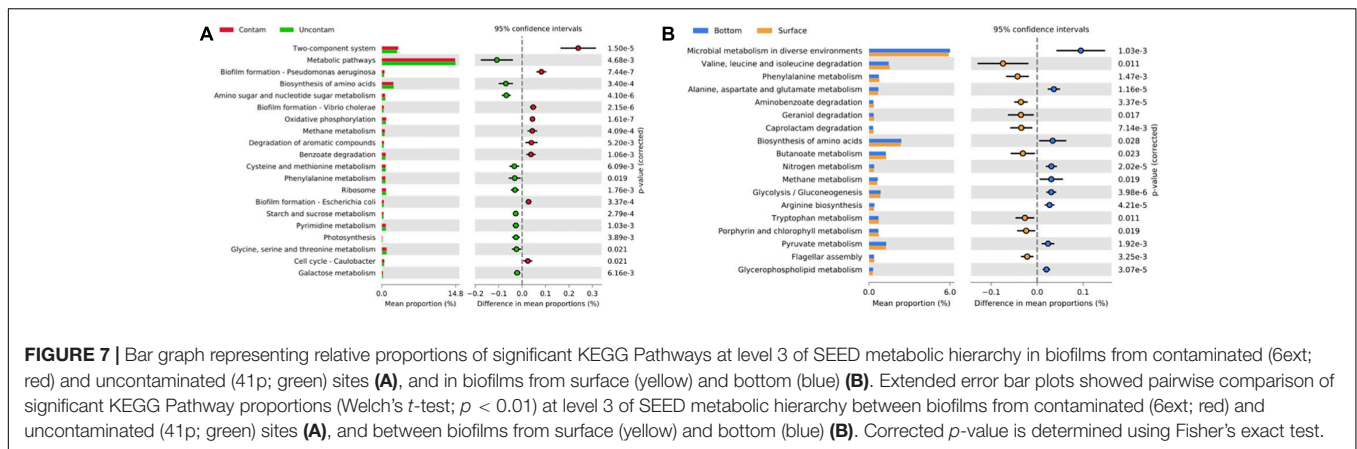 A
Contam Uncontam
95% confidence intervals
Two-component system 1.50e-5
Metabolic pathways 4.68e-3
Biofilm formation - Pseudomonas aeruginosa 7.44e-7
Biosynthesis of amino acids 3.40e-4
Amino sugar and nucleotide sugar metabolism 4.10e-6
Biofilm formation - Vibrio cholerae 2.15e-6
Oxidative phosphorylation 1.61e-7
Methane metabolism 4.09e-4
Degradation of aromatic compounds 5.20e-3
Benzoate degradation 1.06e-3
Cysteine and methionine metabolism 6.09e-3
Phenylalanine metabolism 0.019
Ribosome 1.76e-3
Biofilm formation - Escherichia coli 3.37e-4
Starch and sucrose metabolism 2.79e-4
Pyrimidine metabolism 1.03e-3
Photosynthesis 3.89e-3
Glycine, serine and threonine metabolism 0.021
Cell cycle - Caulobacter 0.021
Galactose metabolism 6.16e-3
p-value (corrected)
0.0 14.8 −0.2 −0.1 0.0 0.1 0.2 0.3
Mean proportion (%) Difference in mean proportions (%)
B
Bottom Surface
95% confidence intervals
Microbial metabolism in diverse environments 1.03e-3
Valine, leucine and isoleucine degradation 0.011
Phenylalanine metabolism 1.47e-3
Alanine, aspartate and glutamate metabolism 1.16e-5
Aminobenzoate degradation 3.37e-5
Geraniol degradation 0.017
Caprolactam degradation 7.14e-3
Biosynthesis of amino acids 0.028
Butanoate metabolism 0.023
Nitrogen metabolism 2.02e-5
Methane metabolism 0.019
Glycolysis / Gluconeogenesis 3.98e-6
Arginine biosynthesis 4.21e-5
Tryptophan metabolism 0.011
Porphyrin and chlorophyll metabolism 0.019
Pyruvate metabolism 1.92e-3
Flagellar assembly 3.25e-3
Glycerophospholipid metabolism 3.07e-5
p-value (corrected)
0.0 6.0 −0.1 0.0 0.1
Mean proportion (%) Difference in mean proportions (%)
FIGURE 7 | Bar graph representing relative proportions of significant KEGG Pathways at level 3 of SEED metabolic hierarchy in biofilms from contaminated (6ext;
red) and uncontaminated (41p; green) sites (A), and in biofilms from surface (yellow) and bottom (blue) (B). Extended error bar plots showed pairwise comparison of
significant KEGG Pathway proportions (Welch's t-test; p < 0.01) at level 3 of SEED metabolic hierarchy between biofilms from contaminated (6ext; red) and
uncontaminated (41p; green) sites (A), and between biofilms from surface (yellow) and bottom (blue) (B). Corrected p-value is determined using Fisher's exact test.